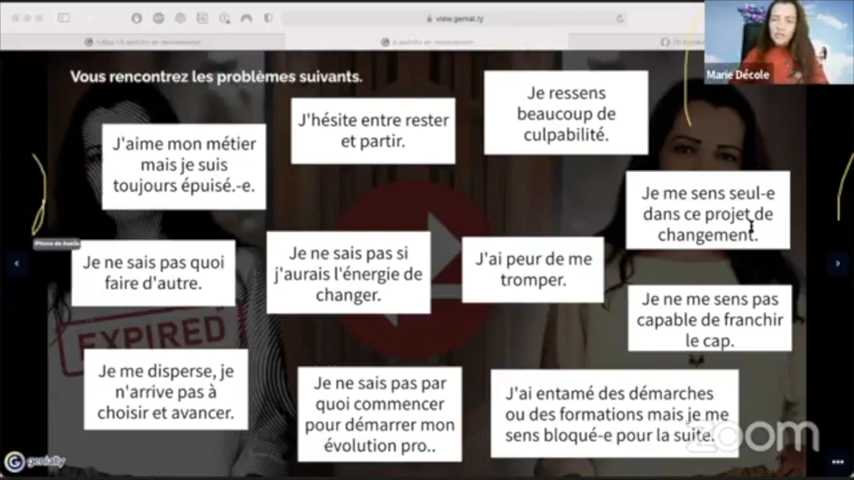 view.genial.ly
Marie Décole
Vous rencontrez les problèmes suivants.
J'aime mon métier
mais je suis
toujours épuisé.-e.
J'hésite entre rester
et partir.
Je ressens
beaucoup de
culpabilité.
Je me sens seul-e
dans ce projet de
changement.
Je ne sais pas quoi
faire d'autre.
Je ne sais pas si
j'aurais l'énergie de
changer.
J'ai peur de me
tromper.
Je ne me sens pas
capable de franchir
le cap.
EXPIRED
Je me disperse, je
n'arrive pas à
choisir et avancer.
Je ne sais pas par
quoi commencer
pour démarrer mon
évolution pro..
J'ai entamé des démarches
ou des formations mais je me
sens bloqué-e pour la suite.
zoom
genially